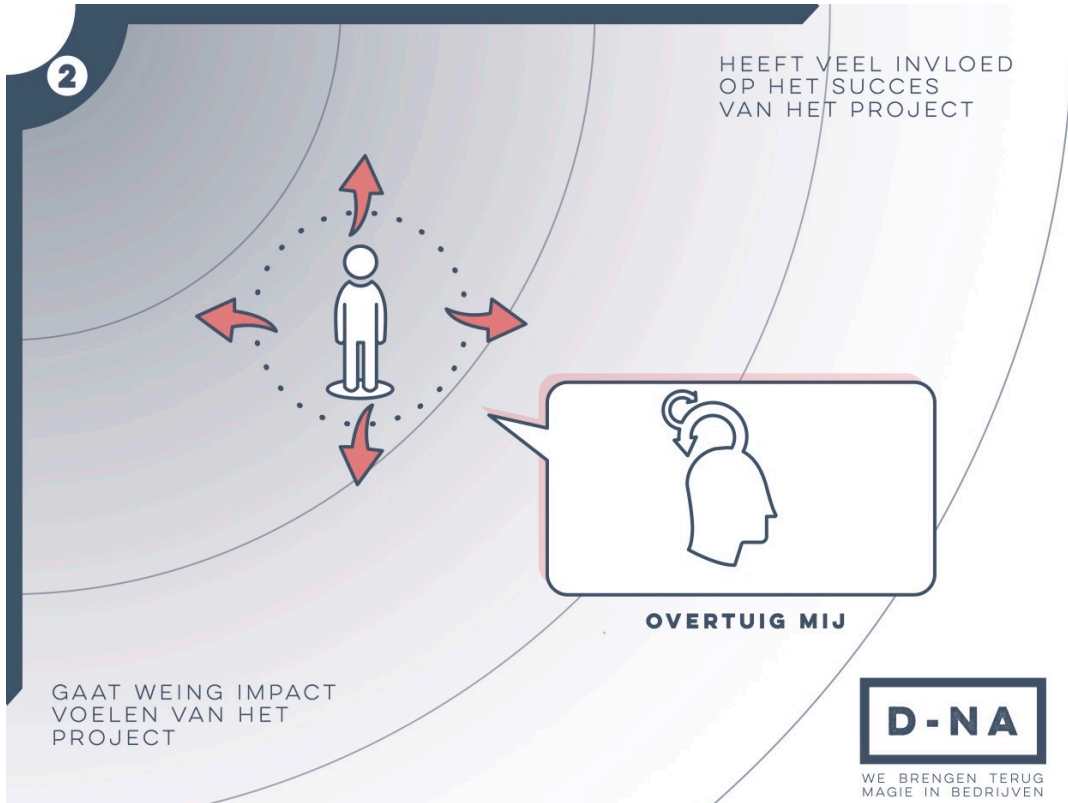 2
HEEFT VEEL INVLOED
OP HET SUCCES
VAN HET PROJECT
OVERTUIG MIJ
GAAT WEING IMPACT
VOELEN VAN HET
PROJECT
D-NA
WE BRENGEN TERUG
MAGIE IN BEDRIJVEN